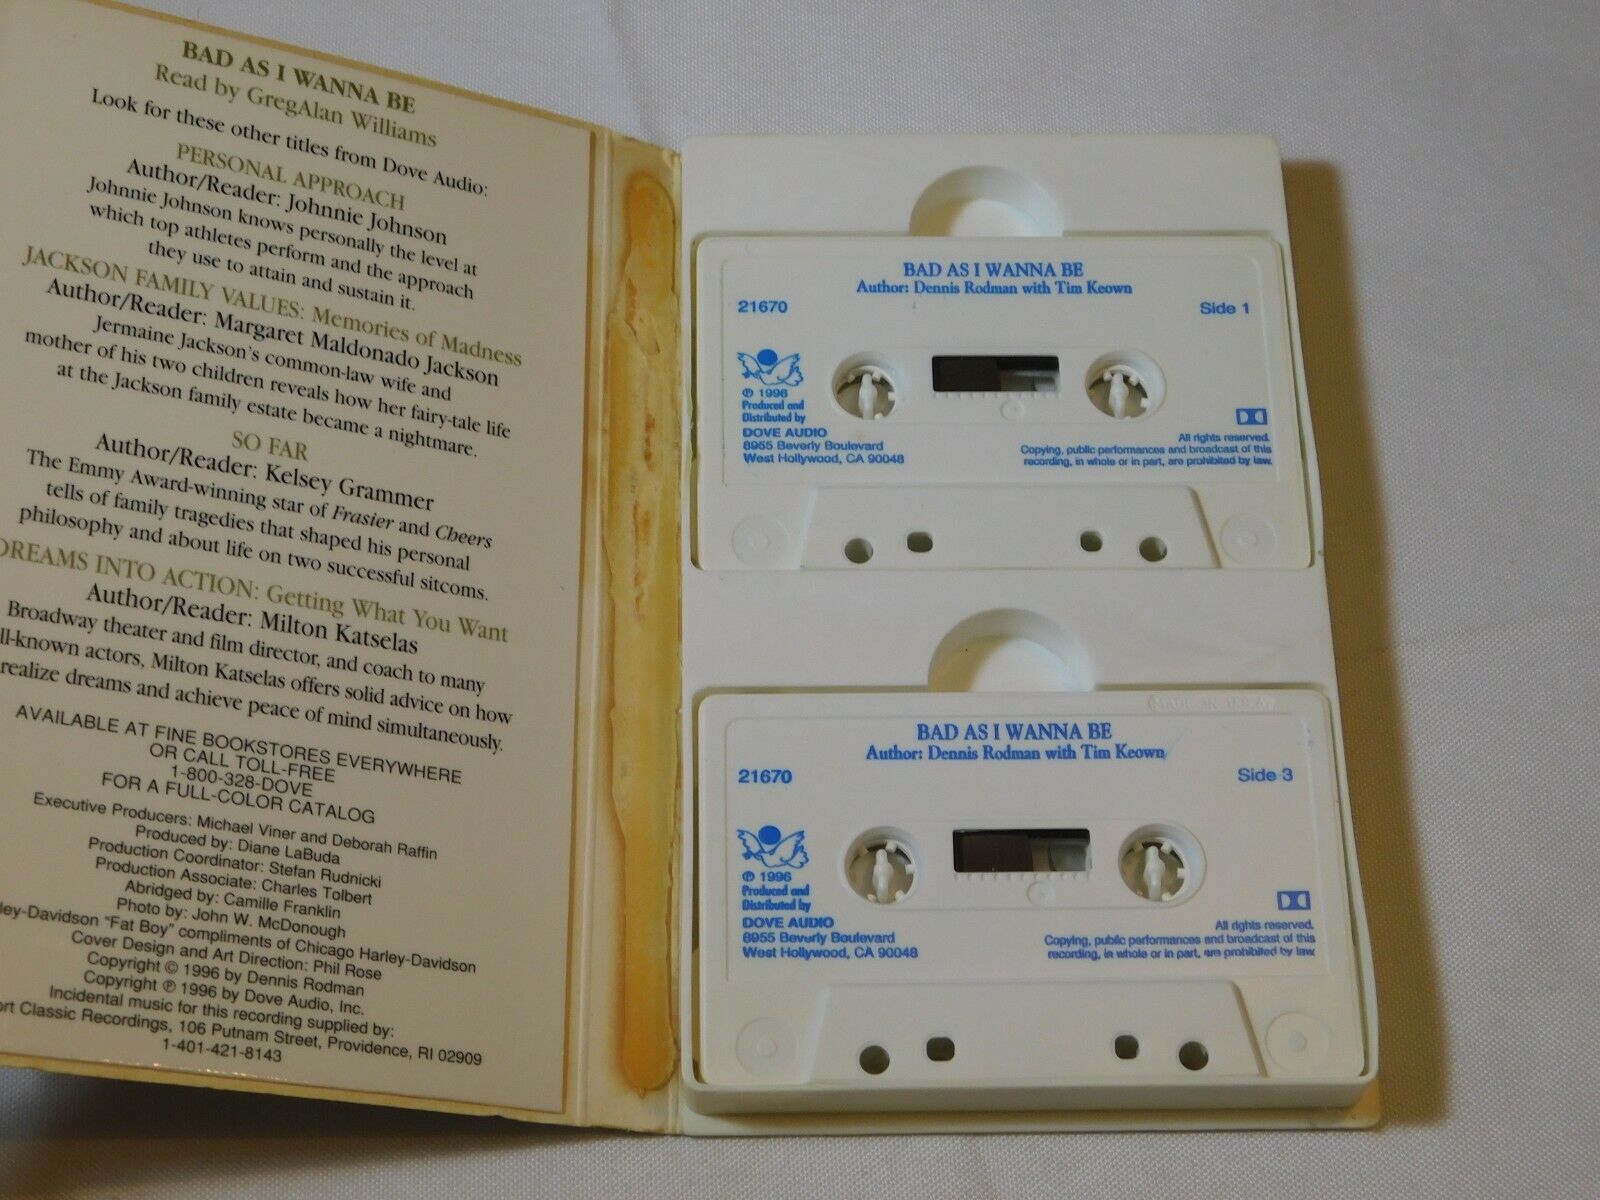 BAD AS I WANNA BE
Read by GregAlan Williams
Look for these other titles from Dove Audio:
PERSONAL APPROACH
Author/Reader: Johnnie Johnson
Johnnie Johnson knows personally the level at
which top athletes perform and the approach
they use to attain and sustain it.
JACKSON FAMILY VALUES: Memories of Madness
Author/Reader: Margaret Maldonado Jackson
Jermaine Jackson's common-law wife and
mother of his two children reveals how her fairy-tale life
at the Jackson family estate became a nightmare.
SO FAR
Author/Reader: Kelsey Grammer
The Emmy Award-winning star of Frasier and Cheers
tells of family tragedies that shaped his personal
philosophy and about life on two successful sitcoms.
DREAMS INTO ACTION: Getting What You Want
Author/Reader: Milton Katselas
Broadway theater and film director, and coach to many
ll-known actors, Milton Katselas offers solid advice on how
realize dreams and achieve peace of mind simultaneously.
AVAILABLE AT FINE BOOKSTORES EVERYWHERE
OR CALL TOLL-FREE
1-800-328-DOVE
FOR A FULL-COLOR CATALOG
Executive Producers: Michael Viner and Deborah Raffin
Produced by: Diane LaBuda
Production Coordinator: Stefan Rudnicki
Production Associate: Charles Tolbert
Abridged by: Camille Franklin
Photo by: John W. McDonough
ley-Davidson "Fat Boy" compliments of Chicago Harley-Davidson
Cover Design and Art Direction: Phil Rose
Copyright © 1996 by Dennis Rodman
Copyright ℗ 1996 by Dove Audio, Inc.
Incidental music for this recording supplied by:
ort Classic Recordings, 106 Putnam Street, Providence, RI 02909
1-401-421-8143
BAD AS I WANNA BE
Author: Dennis Rodman with Tim Keown
21670
Side 1
℗ 1996
Produced and
Distributed by
DOVE AUDIO
8955 Beverly Boulevard
West Hollywood, CA 90048
All rights reserved.
Copying, public performances and broadcast of this
recording, in whole or in part, are prohibited by law.
MADE IN U.S.A.
BAD AS I WANNA BE
Author: Dennis Rodman with Tim Keown
21670
Side 3
℗ 1996
Produced and
Distributed by
DOVE AUDIO
8955 Beverly Boulevard
West Hollywood, CA 90048
All rights reserved.
Copying, public performances and broadcast of this
recording, in whole or in part, are prohibited by law.